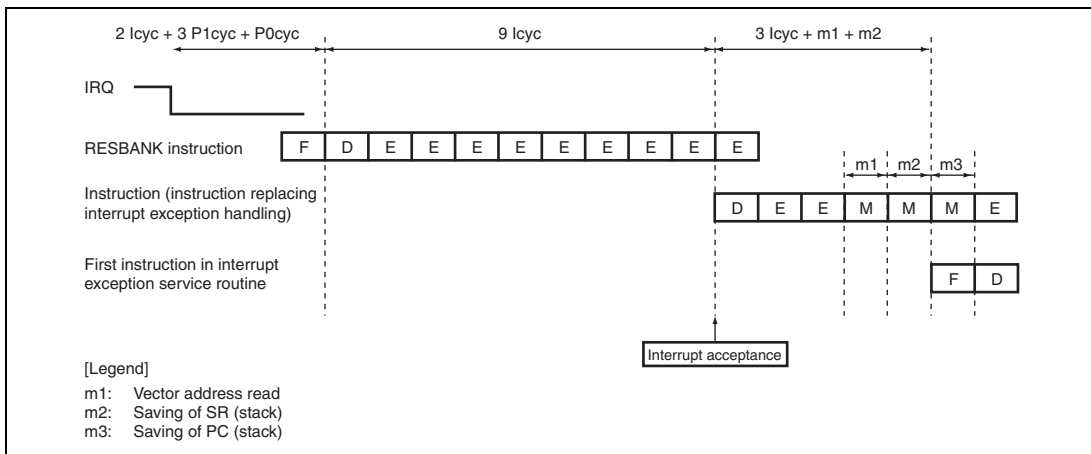 2 Icyc + 3 P1cyc + P0cyc 9 Icyc 3 Icyc + m1 + m2
IRQ
RESBANK instruction F D E E E E E E E E E
m1 m2 m3
Instruction (instruction replacing
interrupt exception handling) D E E M M M E
First instruction in interrupt
exception service routine F D
Interrupt acceptance
[Legend]
m1: Vector address read
m2: Saving of SR (stack)
m3: Saving of PC (stack)